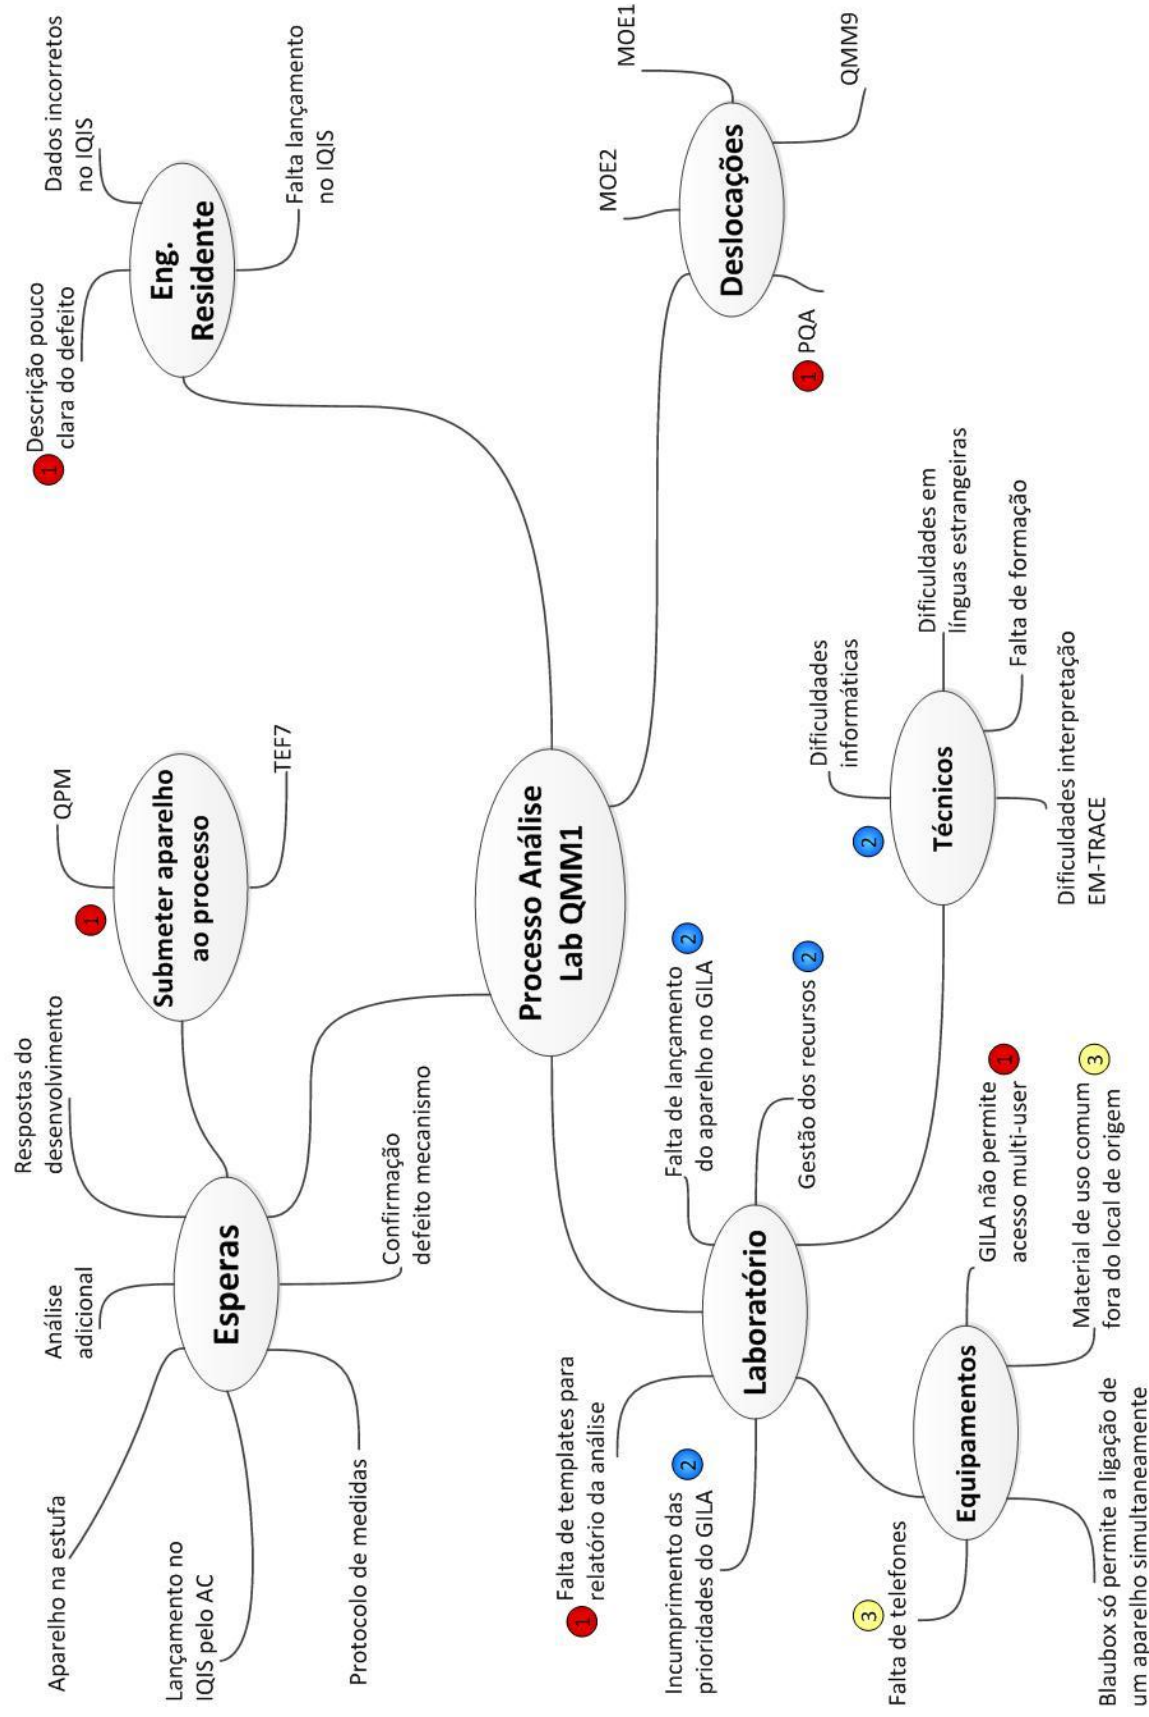 Aparelho na estufa
Análise
adicional
Respostas do
desenvolvimento
Lançamento no
IQIS pelo AC
Esperas
Protocolo de medidas
Confirmação
defeito mecanismo
1
QPM
Submeter aparelho
ao processo
TEF7
1
Descrição pouco
clara do defeito
Dados incorretos
no IQIS
Eng.
Residente
Falta lançamento
no IQIS
Processo Análise
Lab QMM1
MOE2
MOE1
Deslocações
1
PQA
QMM9
1
Falta de templates para
relatório da análise
Incumprimento das
prioridades do GILA
2
Laboratório
Falta de lançamento
do aparelho no GILA
2
Gestão dos recursos
2
3
Falta de telefones
Equipamentos
GILA não permite
acesso multi-user
1
Material de uso comum
fora do local de origem
3
Blaubox só permite a ligação de
um aparelho simultaneamente
2
Dificuldades
informáticas
Técnicos
Dificuldades em
línguas estrangeiras
Falta de formação
Dificuldades interpretação
EM-TRACE